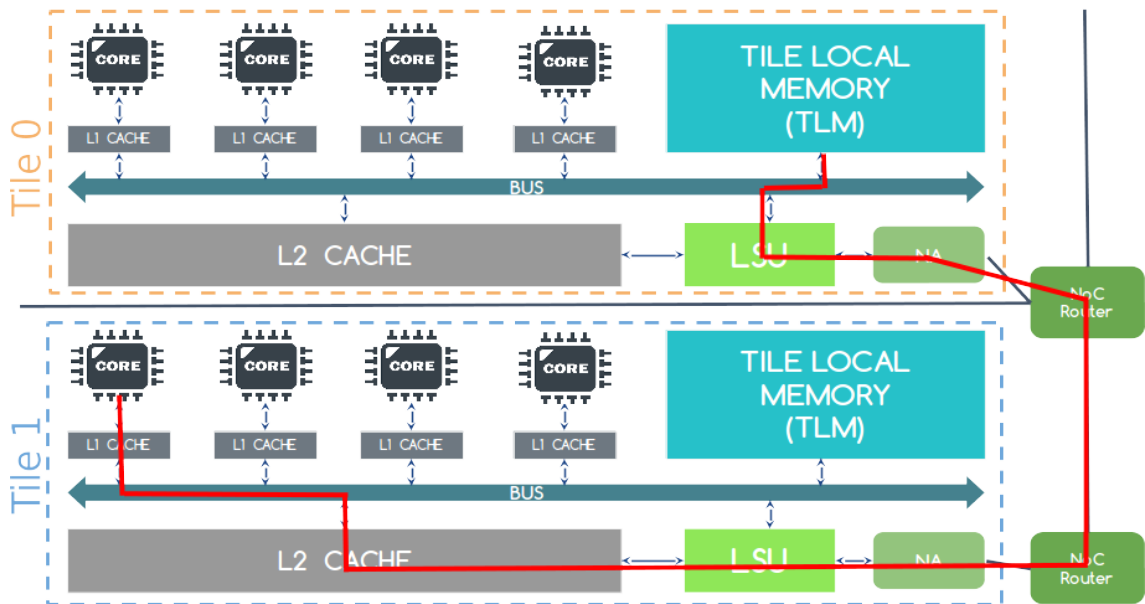 Tile 0
CORE
CORE
CORE
CORE
TILE LOCAL
MEMORY
(TLM)
L1 CACHE
L1 CACHE
L1 CACHE
L1 CACHE
BUS
L2 CACHE
LSU
NA
NoC
Router
Tile 1
CORE
CORE
CORE
CORE
TILE LOCAL
MEMORY
(TLM)
L1 CACHE
L1 CACHE
L1 CACHE
L1 CACHE
BUS
L2 CACHE
LSU
NA
NoC
Router